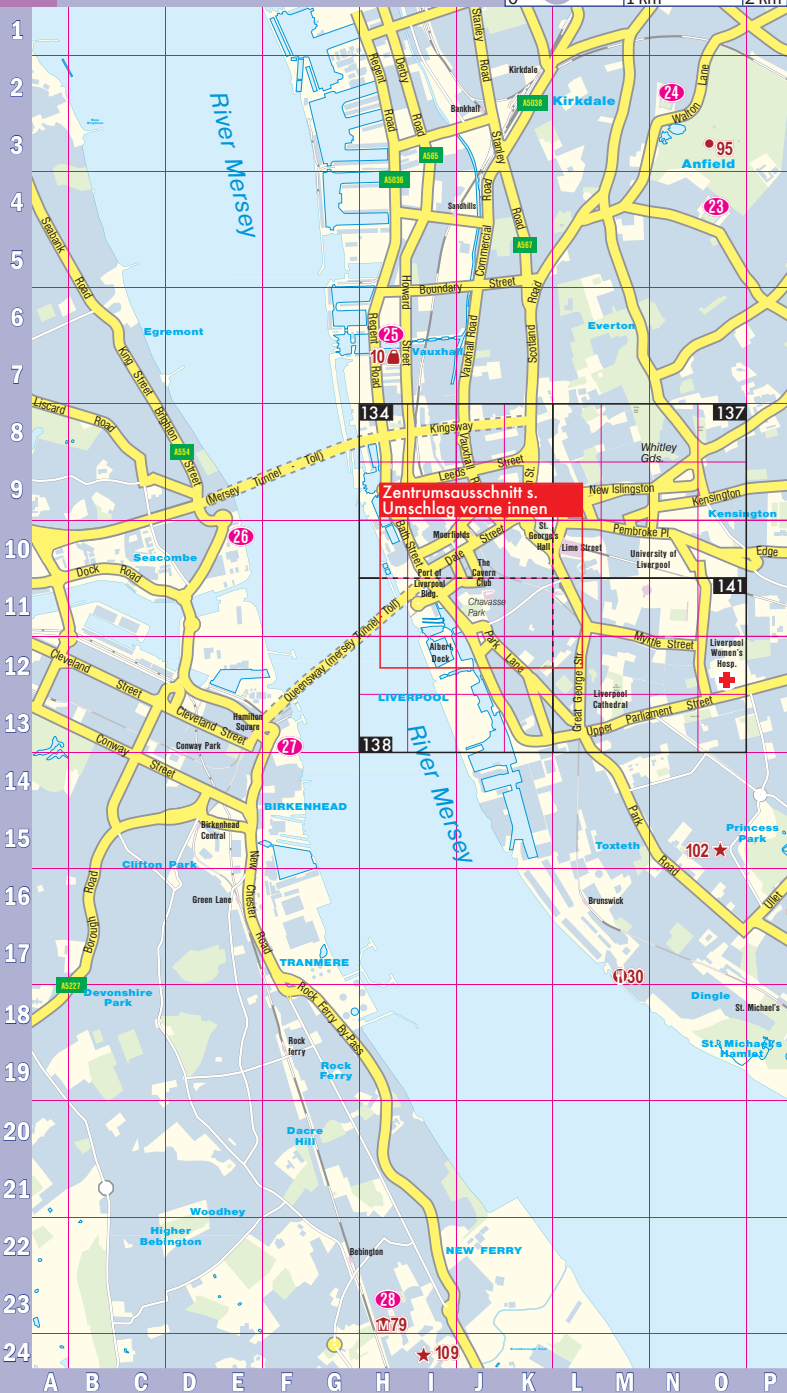 0
1 km
2 km
1
2
3
4
5
6
7
8
9
10
11
12
13
14
15
16
17
18
19
20
21
22
23
24
A B C D E F G H I J K L M N O P
River Mersey
Regent
Road
Derby
Road
Stanley
Road
Kirkdale
Bankhall
A5038
Kirkdale
24
Walton Lane
95
Anfield
23
A565
A5036
Stanley
Road
Sandhills
Commercial
Road
A567
Seabank
Road
Egremont
King Street
Boundary Street
Howard
Street
Regent
Road
25
10
Vauxhall
Vauxhall Road
Scotland
Road
Everton
Liscard
Road
Brighton
Street
A554
134
137
Kingsway
(Mersey Tunnel - Toll)
Vauxhall
Leeds Street
Whitley
Gds.
New Islington
Kensington
Kensington
Zentrumsausschnitt s.
Umschlag vorne innen
26
Seacombe
Dock Road
Bath Street
Moorfields
Dale Street
St.
George's
Hall
Lime Street
Pembroke Pl.
University of
Liverpool
Edge
Port of
Liverpool
Bldg.
The
Cavern
Club
Chavasse
Park
141
Queensway (mersey Tunnel - Toll)
Albert
Dock
Park Lane
Myrtle Street
Liverpool
Women's
Hosp.
Cleveland
Street
Cleveland Street
Hamilton
Square
LIVERPOOL
Great George Str.
Liverpool
Cathedral
Upper Parliament Street
Conway
Street
Conway Park
27
138
River Mersey
BIRKENHEAD
Birkenhead
Central
Clifton Park
Green Lane
New
Chester
Road
Borough
Road
Park
Road
Toxteth
102
Princess
Park
Ullet
Brunswick
TRANMERE
30
A5227
Devonshire
Park
Rock Ferry By-Pass
Rock
ferry
Rock
Ferry
Dingle
St. Michael's
St. Michael's
Hamlet
Dacre
Hill
Woodhey
Higher
Bebington
Bebington
NEW FERRY
28
M 79
109